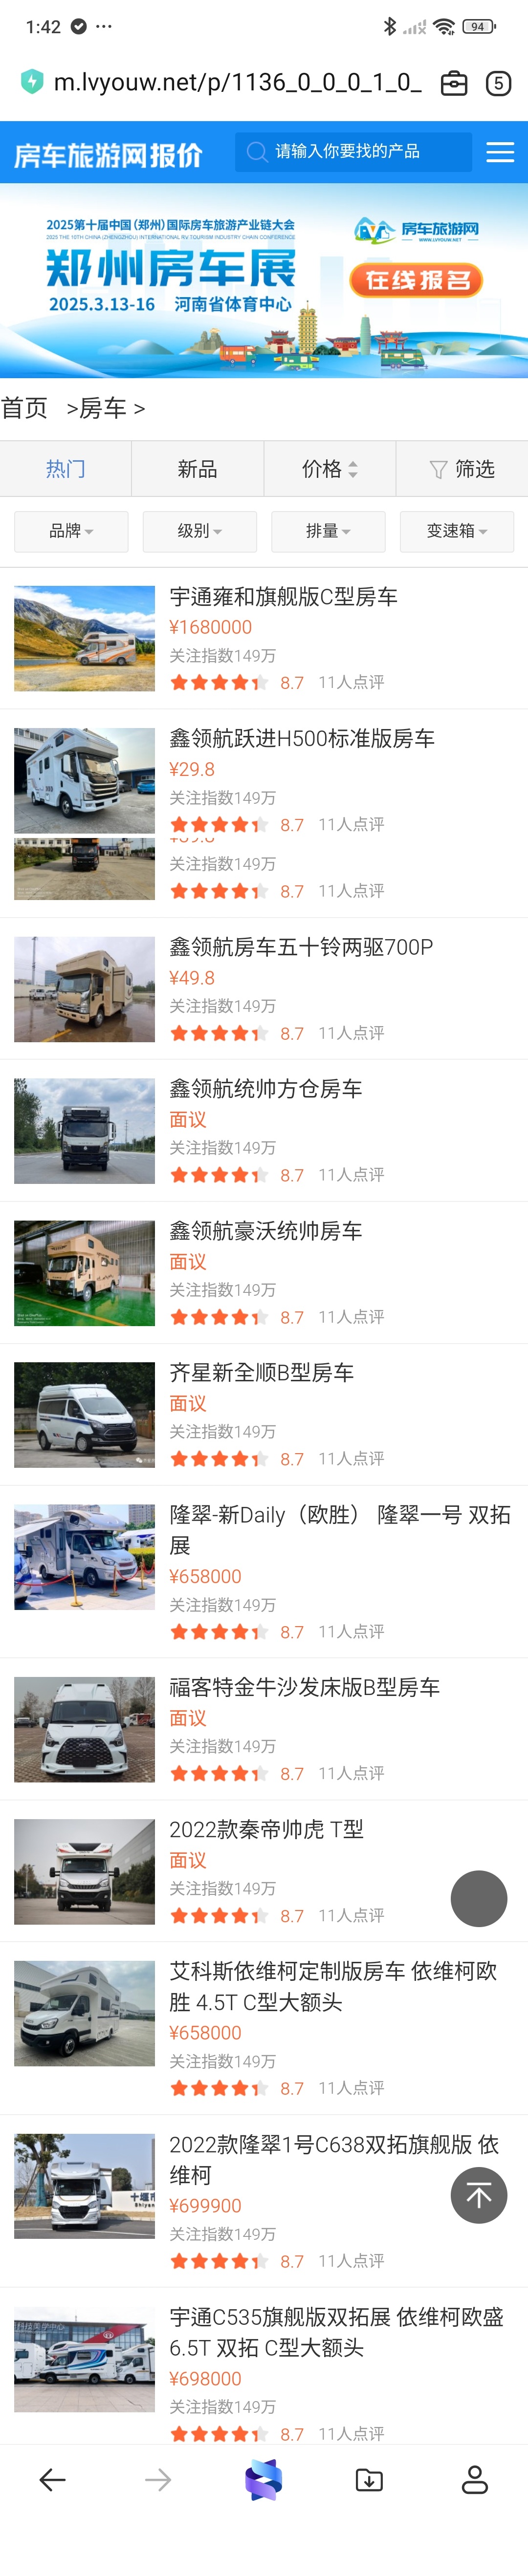 1:42
94
m.lvyouw.net/p/1136_0_0_0_1_0_
5
房车旅游网报价
请输入你要找的产品
2025第十届中国（郑州）国际房车旅游产业链大会
2025 THE 10TH CHINA (ZHENGZHOU) INTERNATIONAL RV TOURISM INDUSTRY CHAIN CONFERENCE
房车旅游网
WWW.LVYOUW.NET
郑州房车展
在线报名
2025.3.13-16 河南省体育中心
首页 >房车 >
热门 新品 价格 筛选
品牌 级别 排量 变速箱
宇通雍和旗舰版C型房车
¥1680000
关注指数149万
8.7 11人点评
鑫领航跃进H500标准版房车
¥29.8
关注指数149万
8.7 11人点评
关注指数149万
8.7 11人点评
鑫领航房车五十铃两驱700P
¥49.8
关注指数149万
8.7 11人点评
鑫领航统帅方仓房车
面议
关注指数149万
8.7 11人点评
鑫领航豪沃统帅房车
面议
关注指数149万
8.7 11人点评
齐星新全顺B型房车
面议
关注指数149万
8.7 11人点评
隆翠-新Daily（欧胜） 隆翠一号 双拓
展
¥658000
关注指数149万
8.7 11人点评
福客特金牛沙发床版B型房车
面议
关注指数149万
8.7 11人点评
2022款秦帝帅虎 T型
面议
关注指数149万
8.7 11人点评
艾科斯依维柯定制版房车 依维柯欧
胜 4.5T C型大额头
¥658000
关注指数149万
8.7 11人点评
2022款隆翠1号C638双拓旗舰版 依
维柯
¥699900
关注指数149万
8.7 11人点评
宇通C535旗舰版双拓展 依维柯欧盛
6.5T 双拓 C型大额头
¥698000
关注指数149万
8.7 11人点评